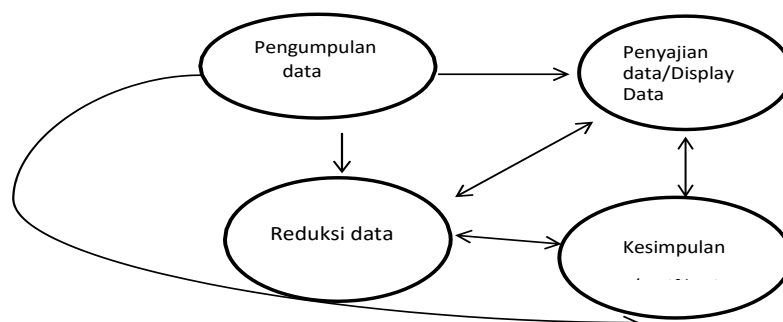 Pengumpulan
data
Penyajian
data/Display
Data
Reduksi data
Kesimpulan